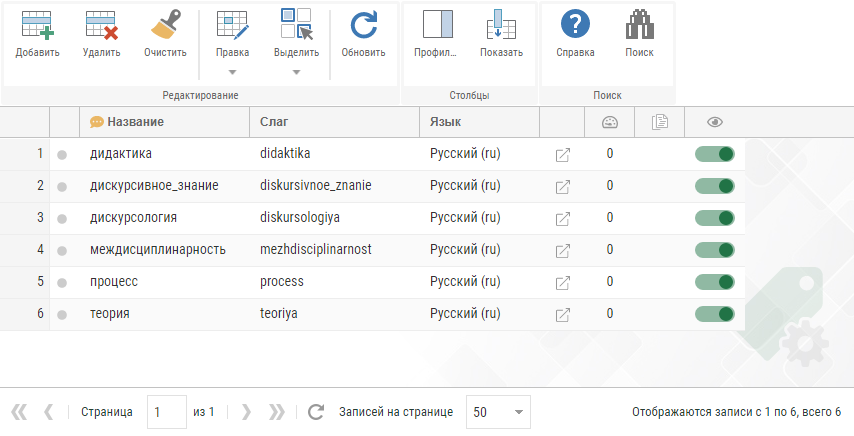 Добавить Удалить Очистить Правка Выделить Обновить Профил... Показать Справка Поиск
Редактирование Столбцы Поиск
Название Слаг Язык
1 дидактика didaktika Русский (ru) 0
2 дискурсивное_знание diskursivnoe_znanie Русский (ru) 0
3 дискурсология diskursologiya Русский (ru) 0
4 междисциплинарность mezhdisciplinarnost Русский (ru) 0
5 процесс process Русский (ru) 0
6 теория teoriya Русский (ru) 0
Страница 1 из 1 Записей на странице 50 Отображаются записи с 1 по 6, всего 6